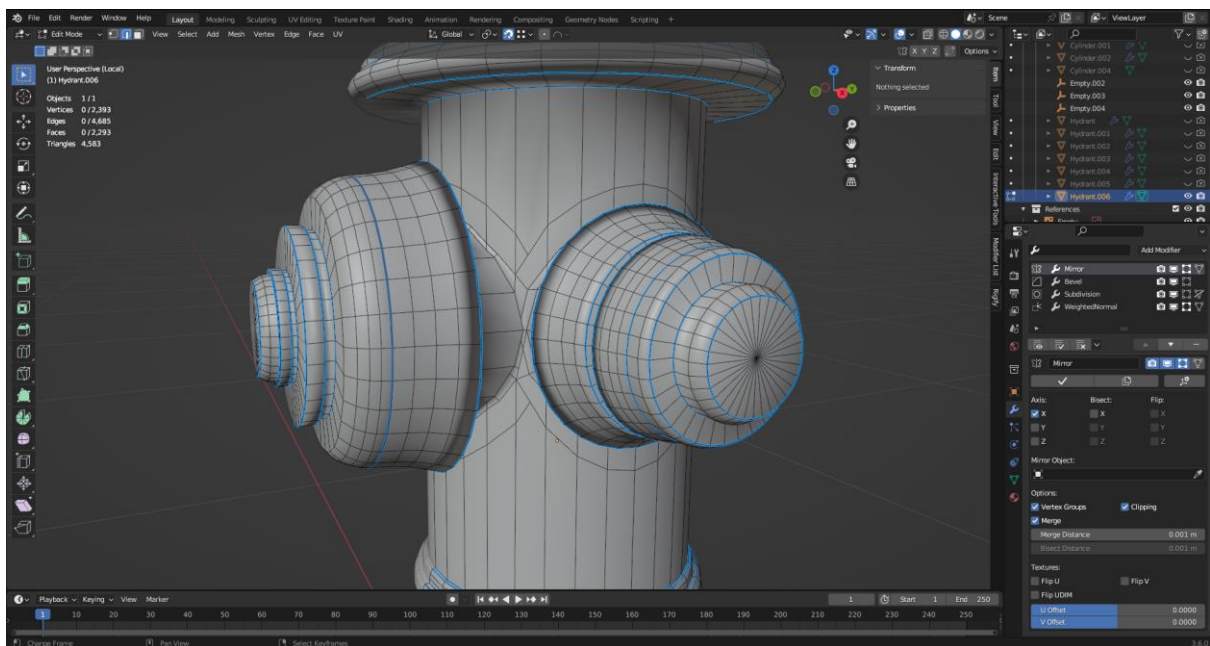 File Edit Render Window Help Layout Modeling Sculpting UV Editing Texture Paint Shading Animation Rendering Compositing Geometry Nodes Scripting + Scene ViewLayer
Edit Mode View Select Add Mesh Vertex Edge Face UV Global
X Y Z Options
User Perspective (Local)
(1) Hydrant.006
Objects 1/1
Vertices 0/2,393
Edges 0/4,685
Faces 0/2,293
Triangles 4,583
Z
Transform
Nothing selected
Properties
Item
Tool
View
Edit
Interactive Tools
Modifier List
Rigify
Cylinder.001
Cylinder.002
Cylinder.004
Empty.002
Empty.003
Empty.004
Hydrant
Hydrant.001
Hydrant.002
Hydrant.003
Hydrant.004
Hydrant.005
Hydrant.006
References
Empty
Add Modifier
Mirror
Bevel
Subdivision
WeightedNormal
Mirror
Axis: Bisect: Flip:
X X X
Y Y Y
Z Z Z
Mirror Object:
Options:
Vertex Groups Clipping
Merge
Merge Distance 0.001 m
Bisect Distance 0.001 m
Textures:
Flip U Flip V
Flip UDIM
U Offset 0.0000
V Offset 0.0000
Playback Keying View Marker 1 Start 1 End 250
1 10 20 30 40 50 60 70 80 90 100 110 120 130 140 150 160 170 180 190 200 210 220 230 240 250
Change Frame Pan View Select Keyframes 3.6.0